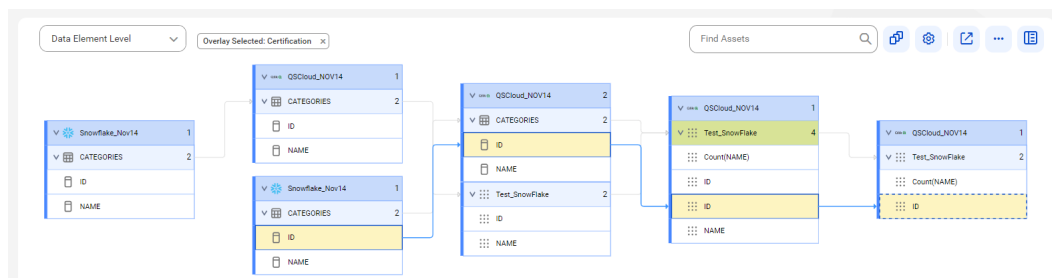 Data Element Level
Overlay Selected: Certification ×
Find Assets
Snowflake_Nov14 1
CATEGORIES 2
ID
NAME
QSCloud_NOV14 1
CATEGORIES 2
ID
NAME
Snowflake_Nov14 1
CATEGORIES 2
ID
NAME
QSCloud_NOV14 2
CATEGORIES 2
ID
NAME
Test_SnowFlake 2
ID
NAME
QSCloud_NOV14 1
Test_SnowFlake 4
Count(NAME)
ID
ID
NAME
QSCloud_NOV14 1
Test_SnowFlake 2
Count(NAME)
ID